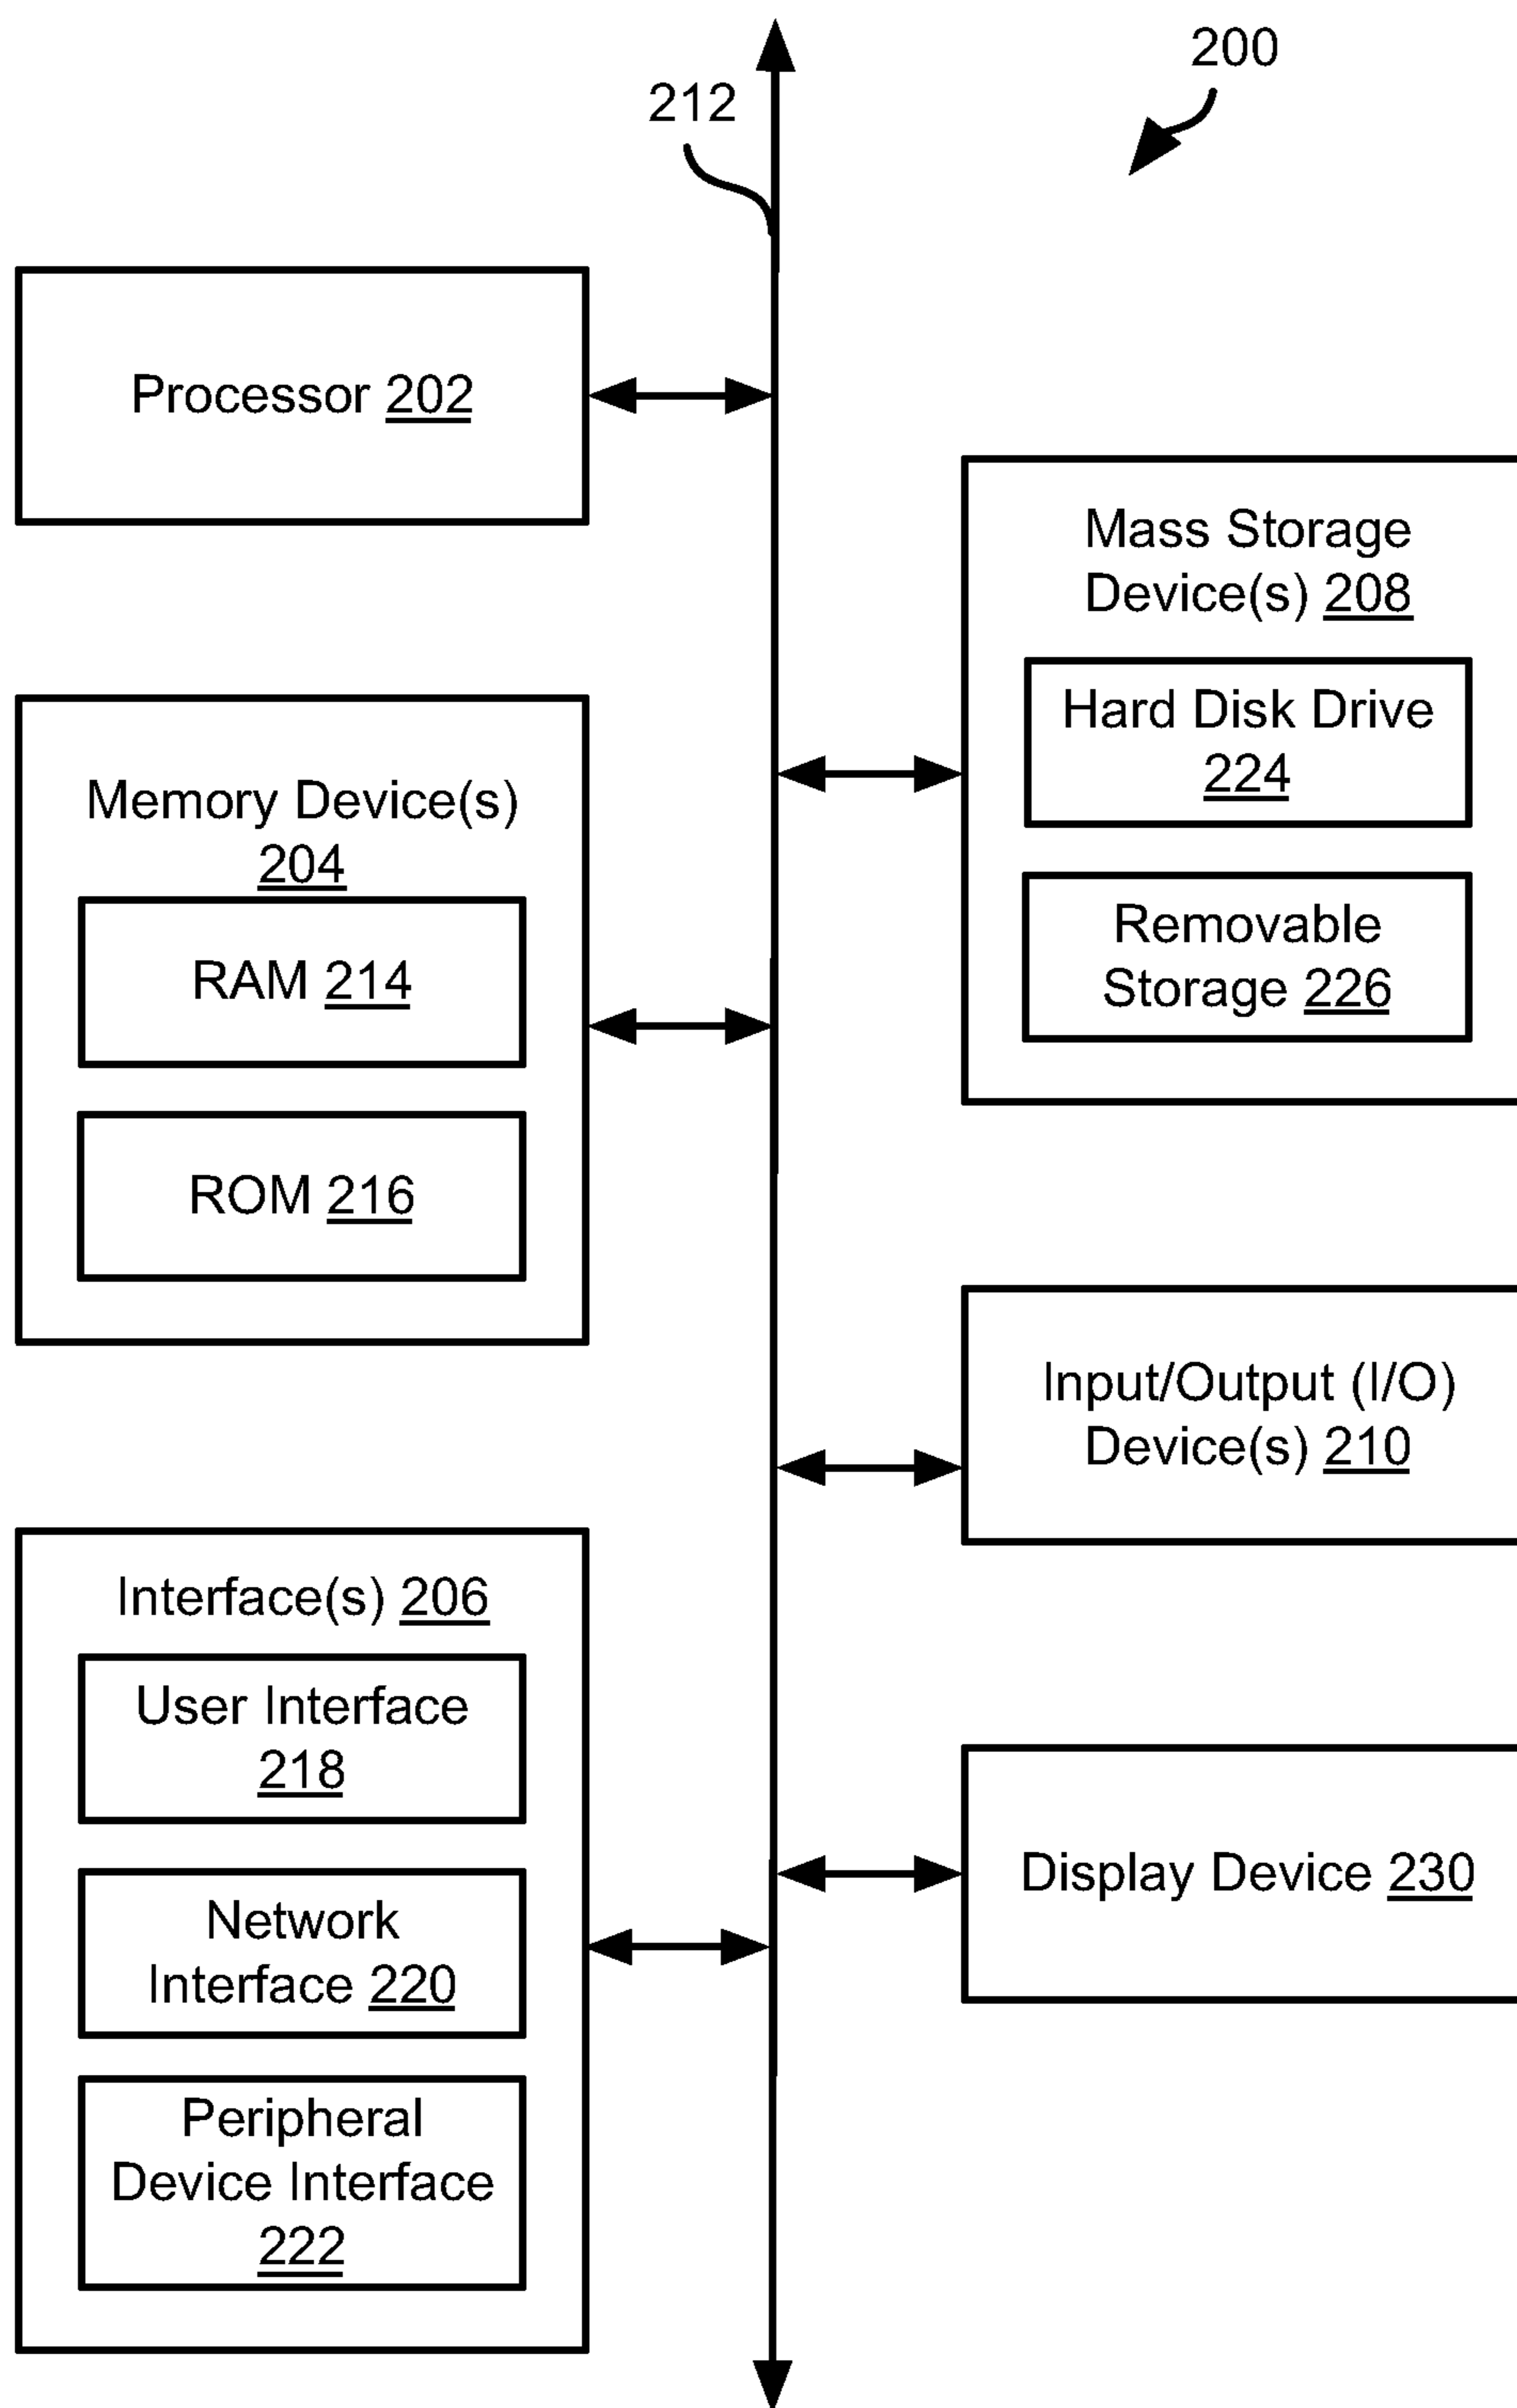 200
212
Processor 202
Mass Storage
Device(s) 208
Hard Disk Drive
224
Removable
Storage 226
Memory Device(s)
204
RAM 214
ROM 216
Input/Output (I/O)
Device(s) 210
Interface(s) 206
User Interface
218
Network
Interface 220
Peripheral
Device Interface
222
Display Device 230